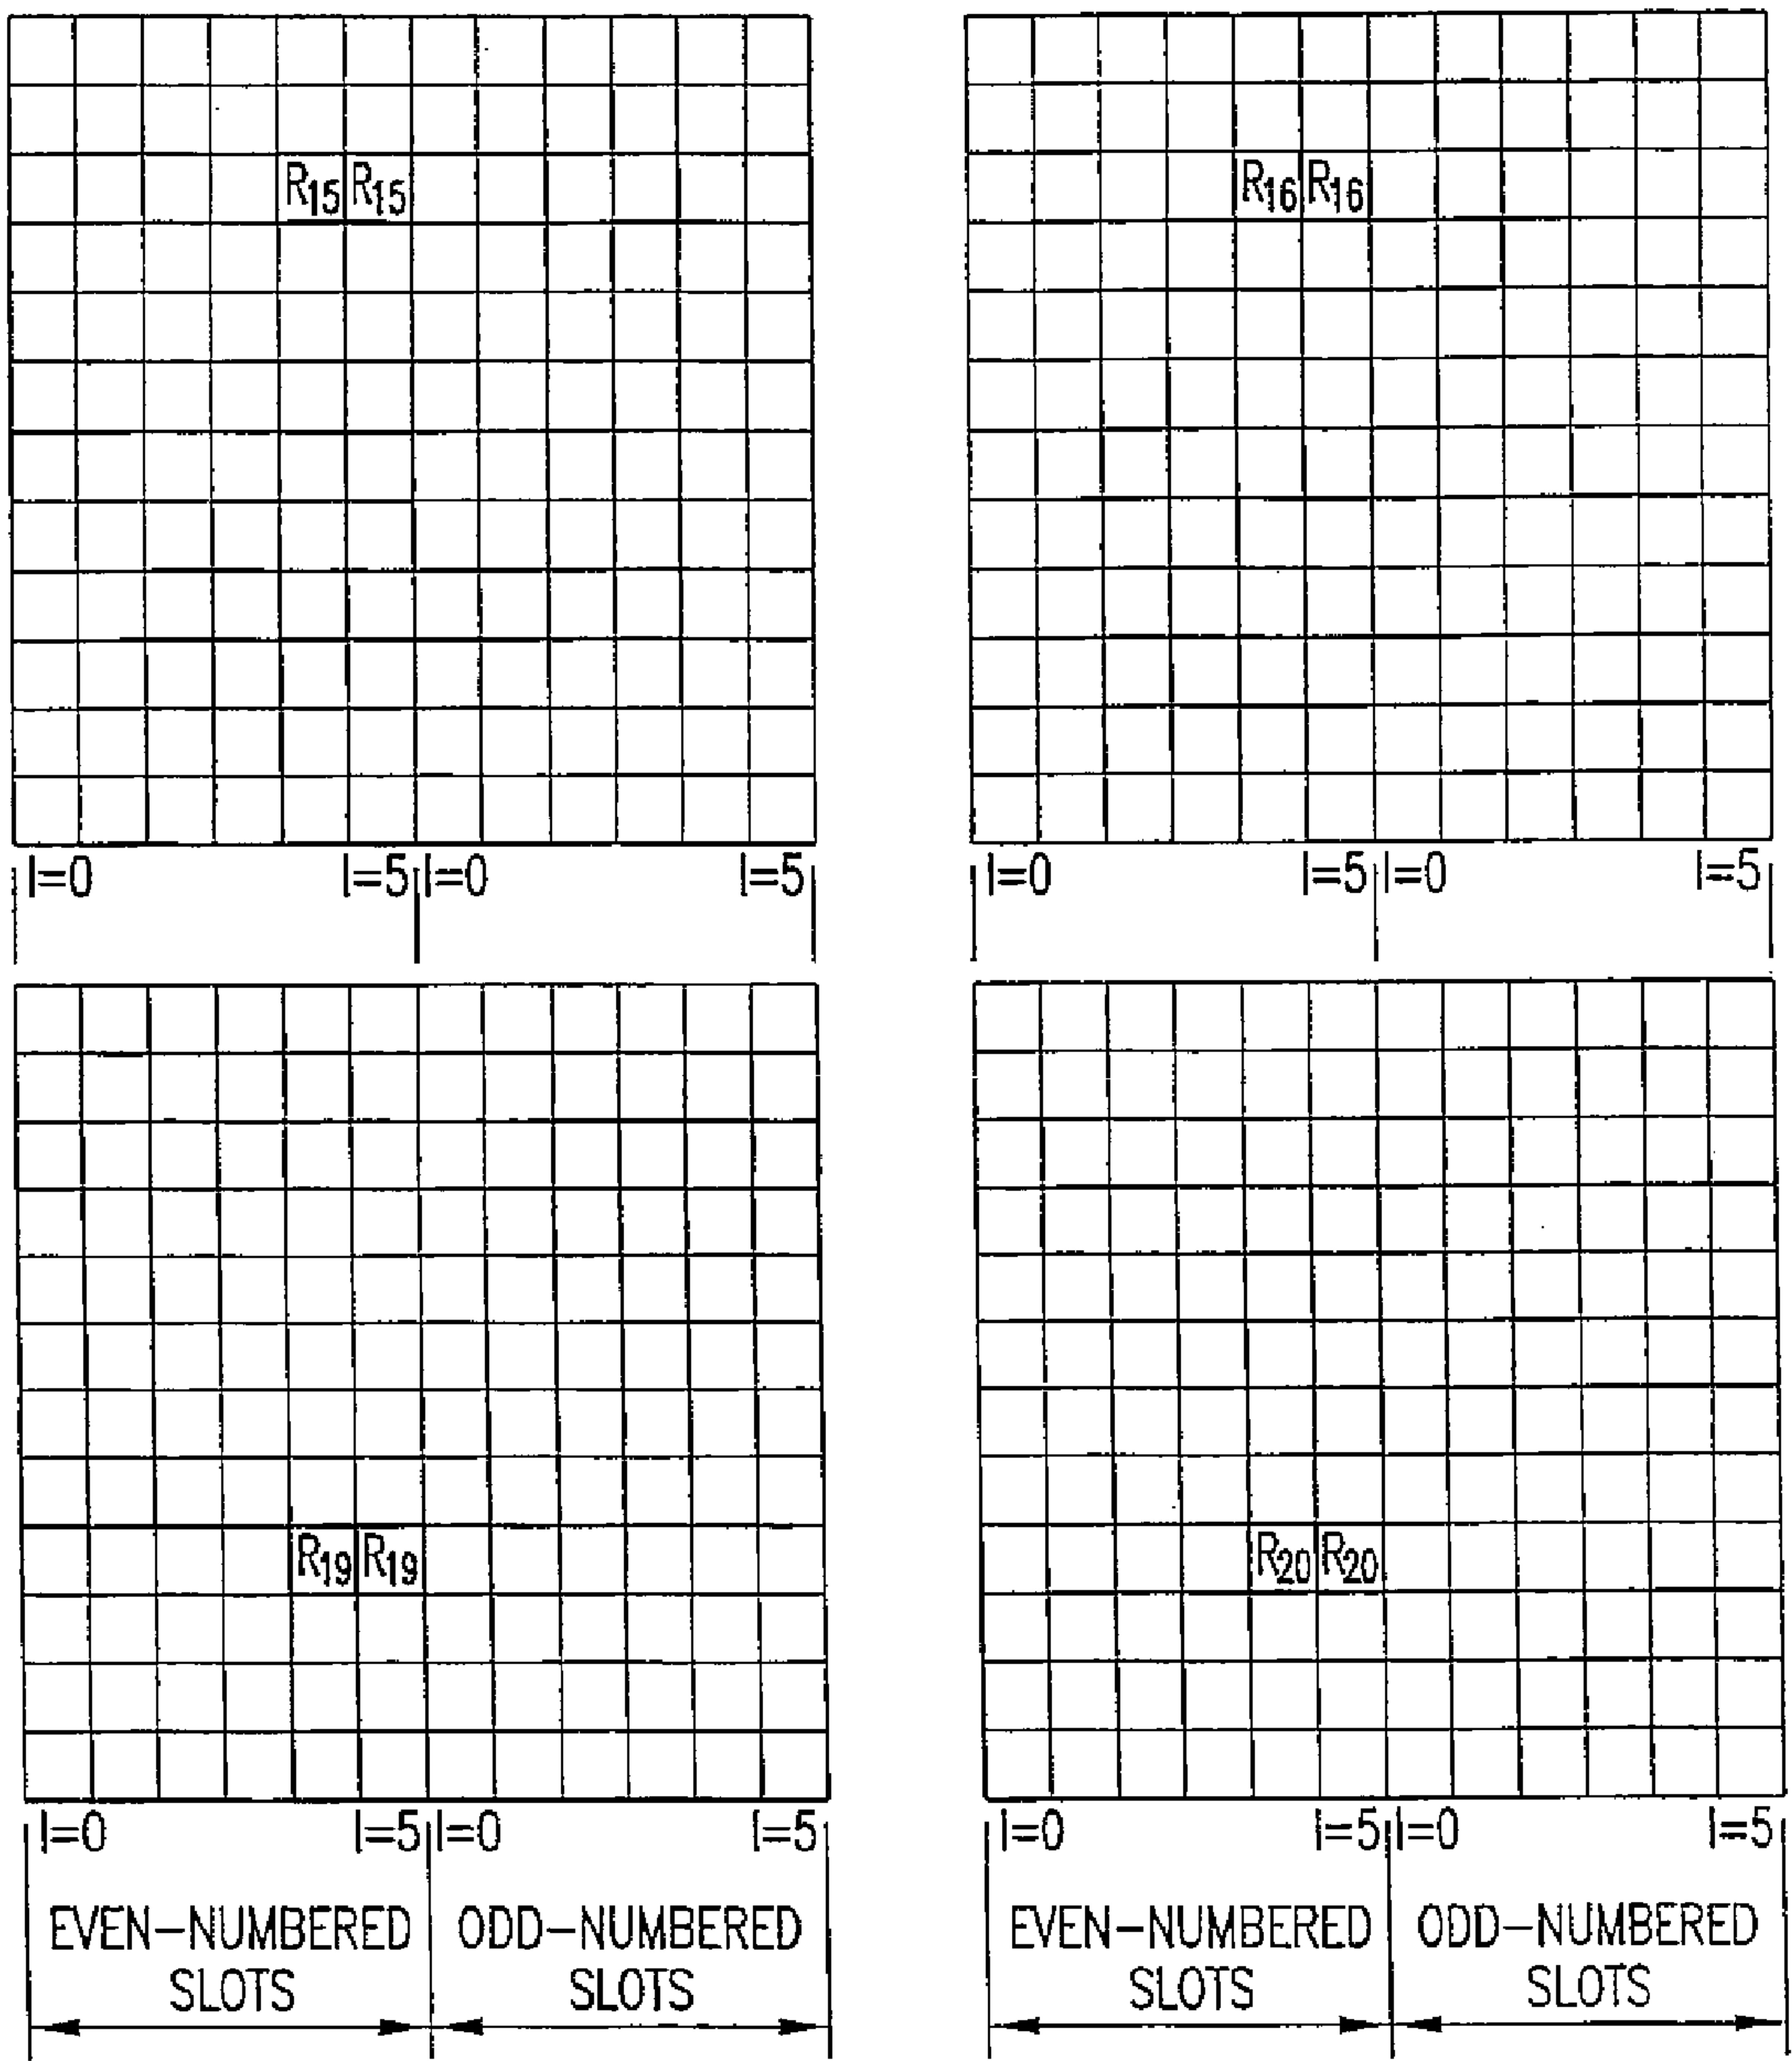 R15 R15 R16 R16
l=0 l=5 l=0 l=5 l=0 l=5 l=0 l=5
R19 R19 R20 R20
l=0 l=5 l=0 l=5 l=0 l=5 l=0 l=5
EVEN-NUMBERED ODD-NUMBERED EVEN-NUMBERED ODD-NUMBERED
SLOTS SLOTS SLOTS SLOTS